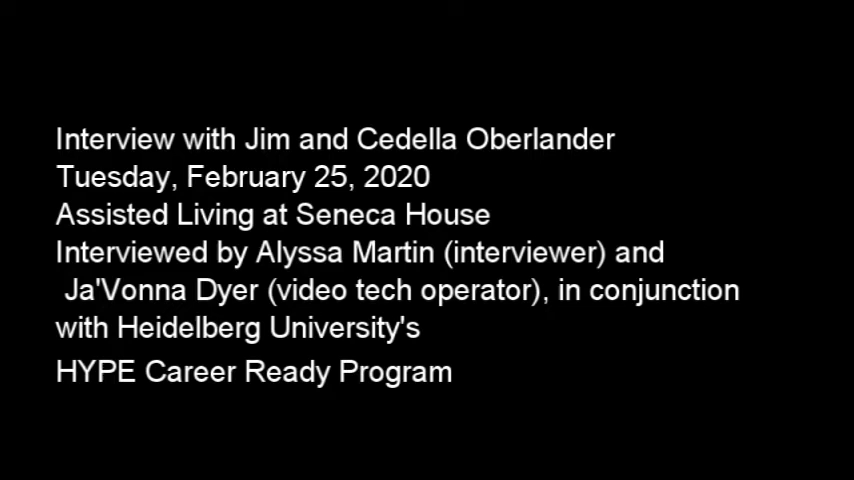 Interview with Jim and Cedella Oberlander
Tuesday, February 25, 2020
Assisted Living at Seneca House
Interviewed by Alyssa Martin (interviewer) and
Ja'Vonna Dyer (video tech operator), in conjunction
with Heidelberg University's
HYPE Career Ready Program